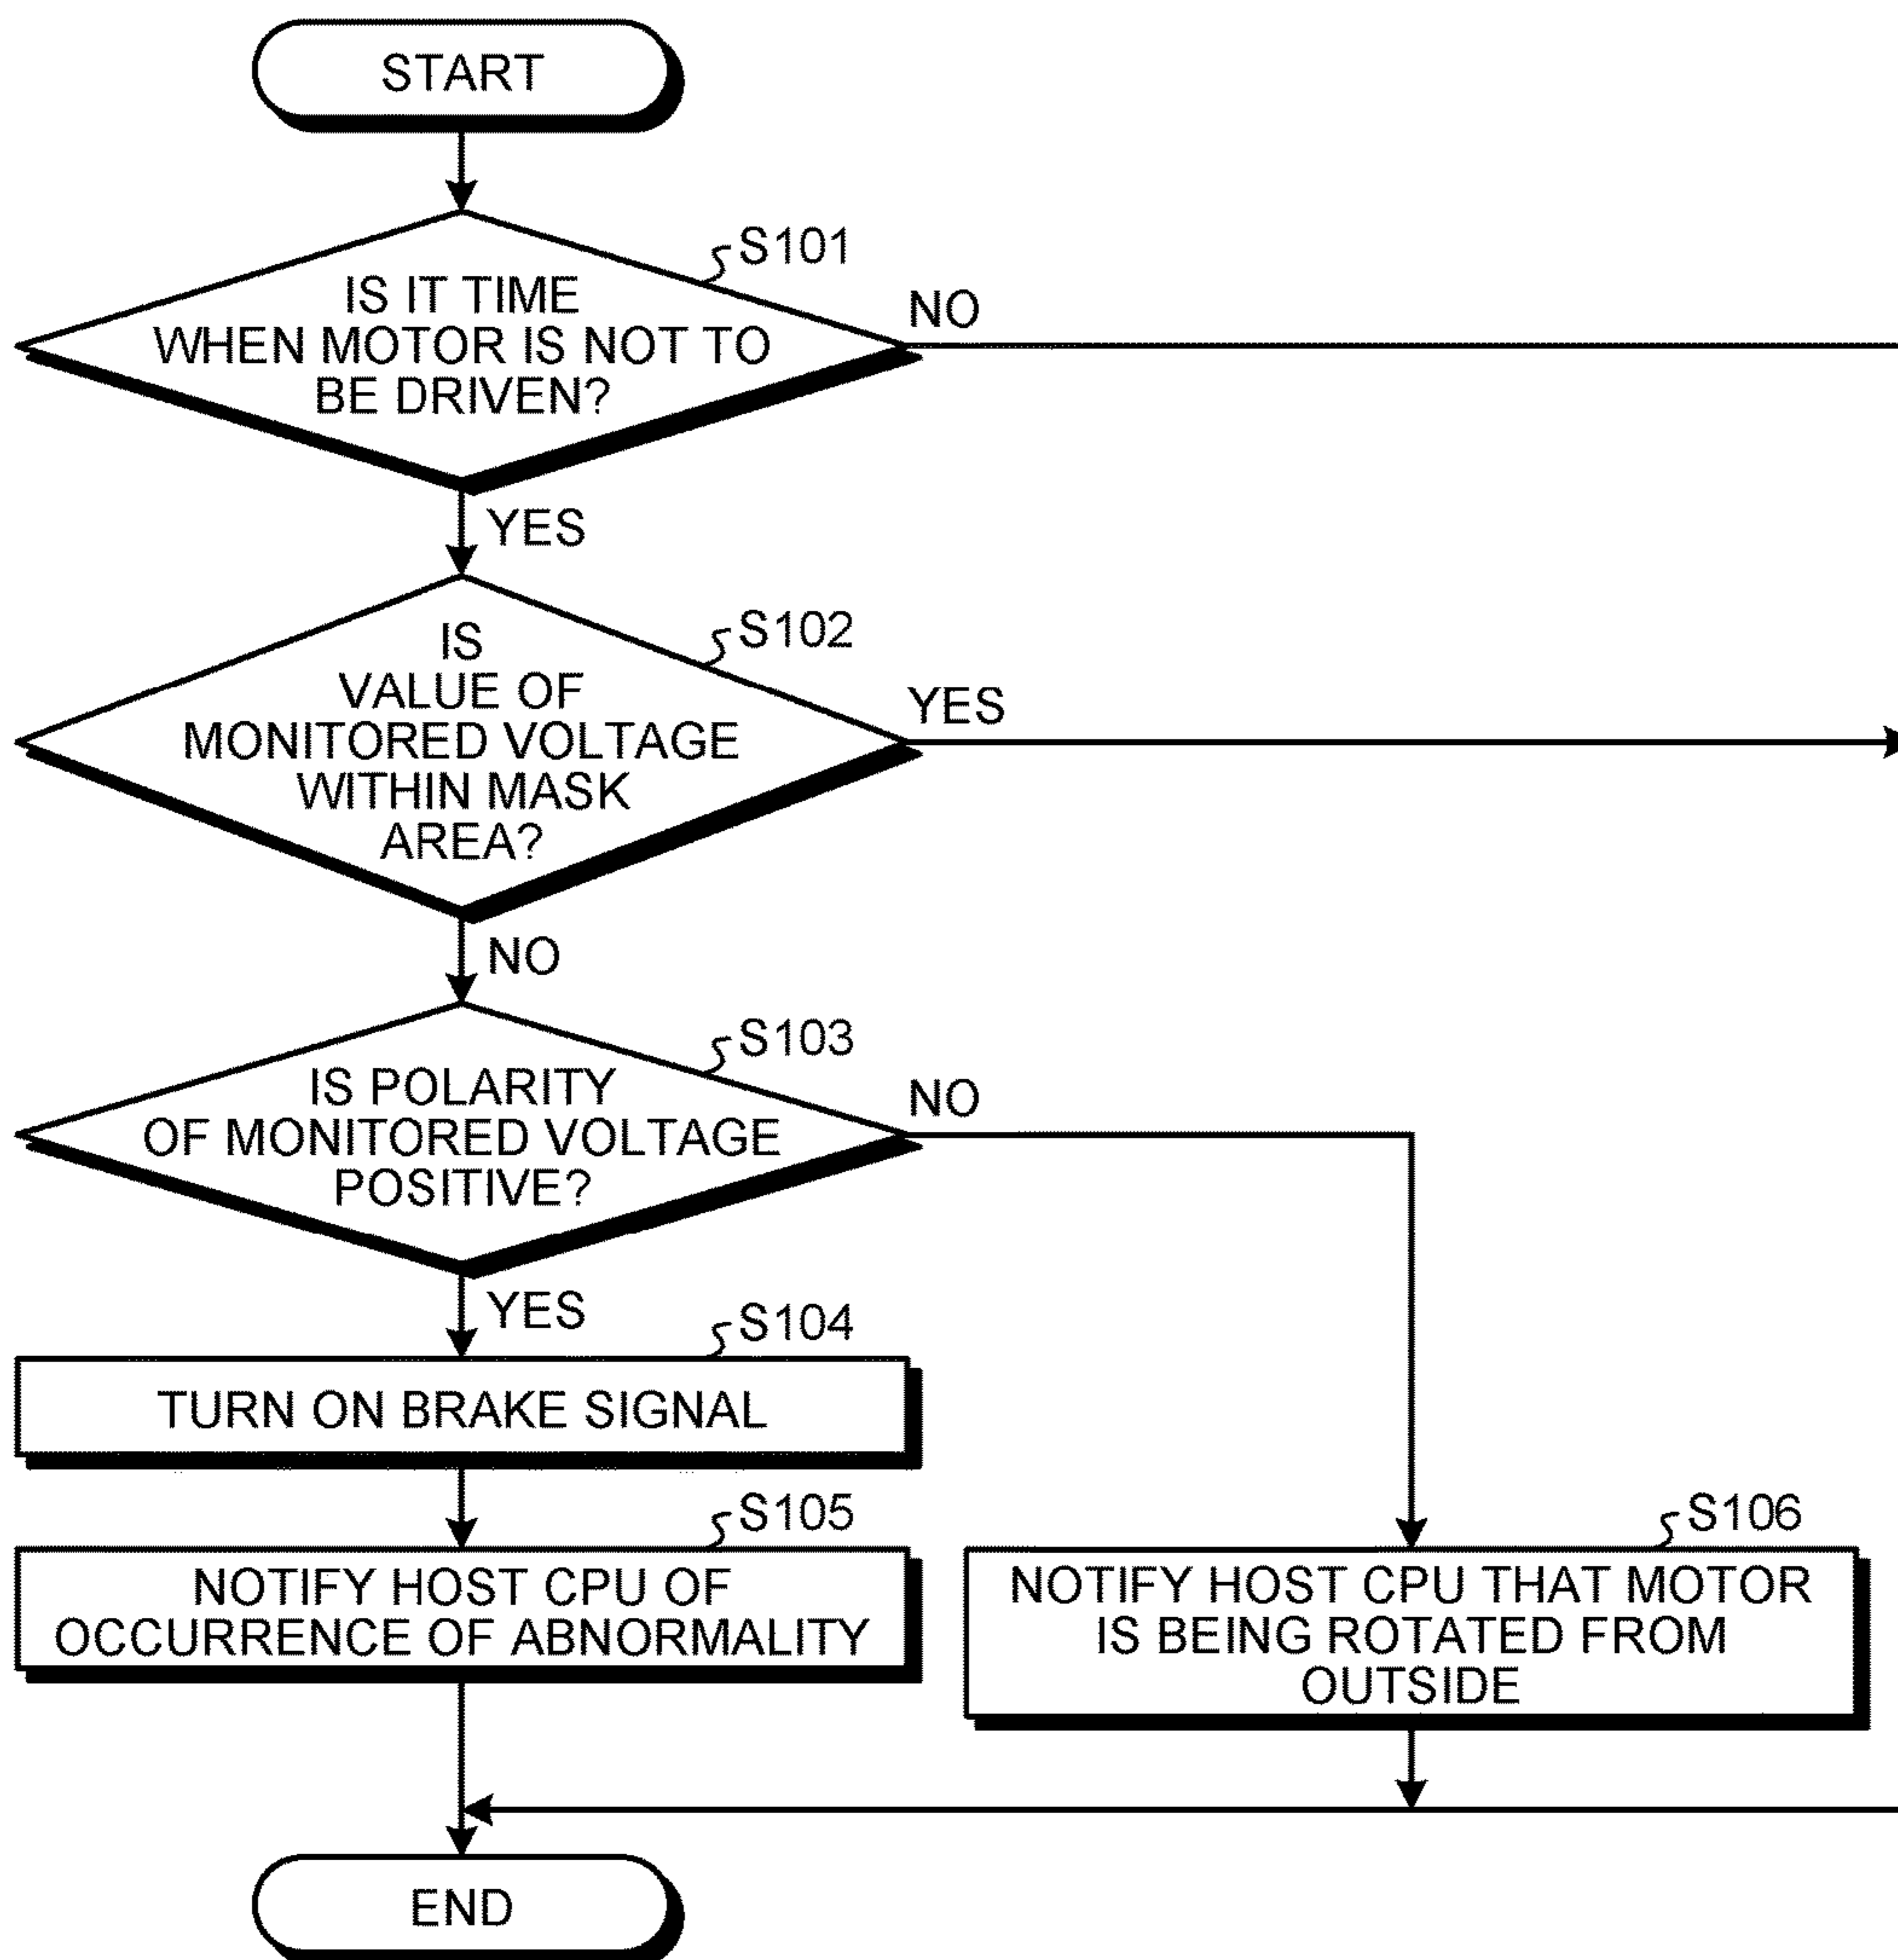 START
S101
IS IT TIME
WHEN MOTOR IS NOT TO
BE DRIVEN?
NO
YES
S102
IS
VALUE OF
MONITORED VOLTAGE
WITHIN MASK
AREA?
YES
NO
S103
IS POLARITY
OF MONITORED VOLTAGE
POSITIVE?
NO
YES
S104
TURN ON BRAKE SIGNAL
S105
NOTIFY HOST CPU OF
OCCURRENCE OF ABNORMALITY
S106
NOTIFY HOST CPU THAT MOTOR
IS BEING ROTATED FROM
OUTSIDE
END